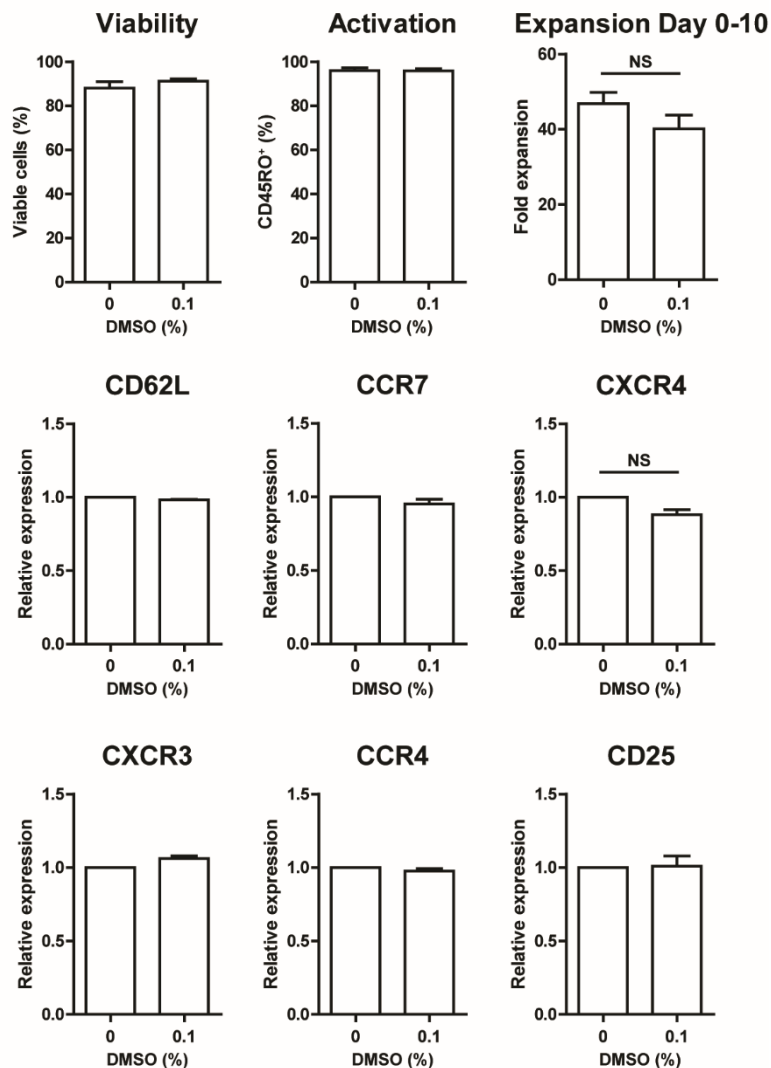 Viability
Activation
Expansion Day 0-10
Viable cells (%)
100
80
60
40
20
0
0
0.1
DMSO (%)
CD45RO⁺ (%)
100
80
60
40
20
0
0
0.1
DMSO (%)
Fold expansion
60
40
20
0
NS
0
0.1
DMSO (%)
CD62L
CCR7
CXCR4
Relative expression
1.5
1.0
0.5
0.0
0
0.1
DMSO (%)
Relative expression
1.5
1.0
0.5
0.0
0
0.1
DMSO (%)
Relative expression
1.5
1.0
0.5
0.0
NS
0
0.1
DMSO (%)
CXCR3
CCR4
CD25
Relative expression
1.5
1.0
0.5
0.0
0
0.1
DMSO (%)
Relative expression
1.5
1.0
0.5
0.0
0
0.1
DMSO (%)
Relative expression
1.5
1.0
0.5
0.0
0
0.1
DMSO (%)